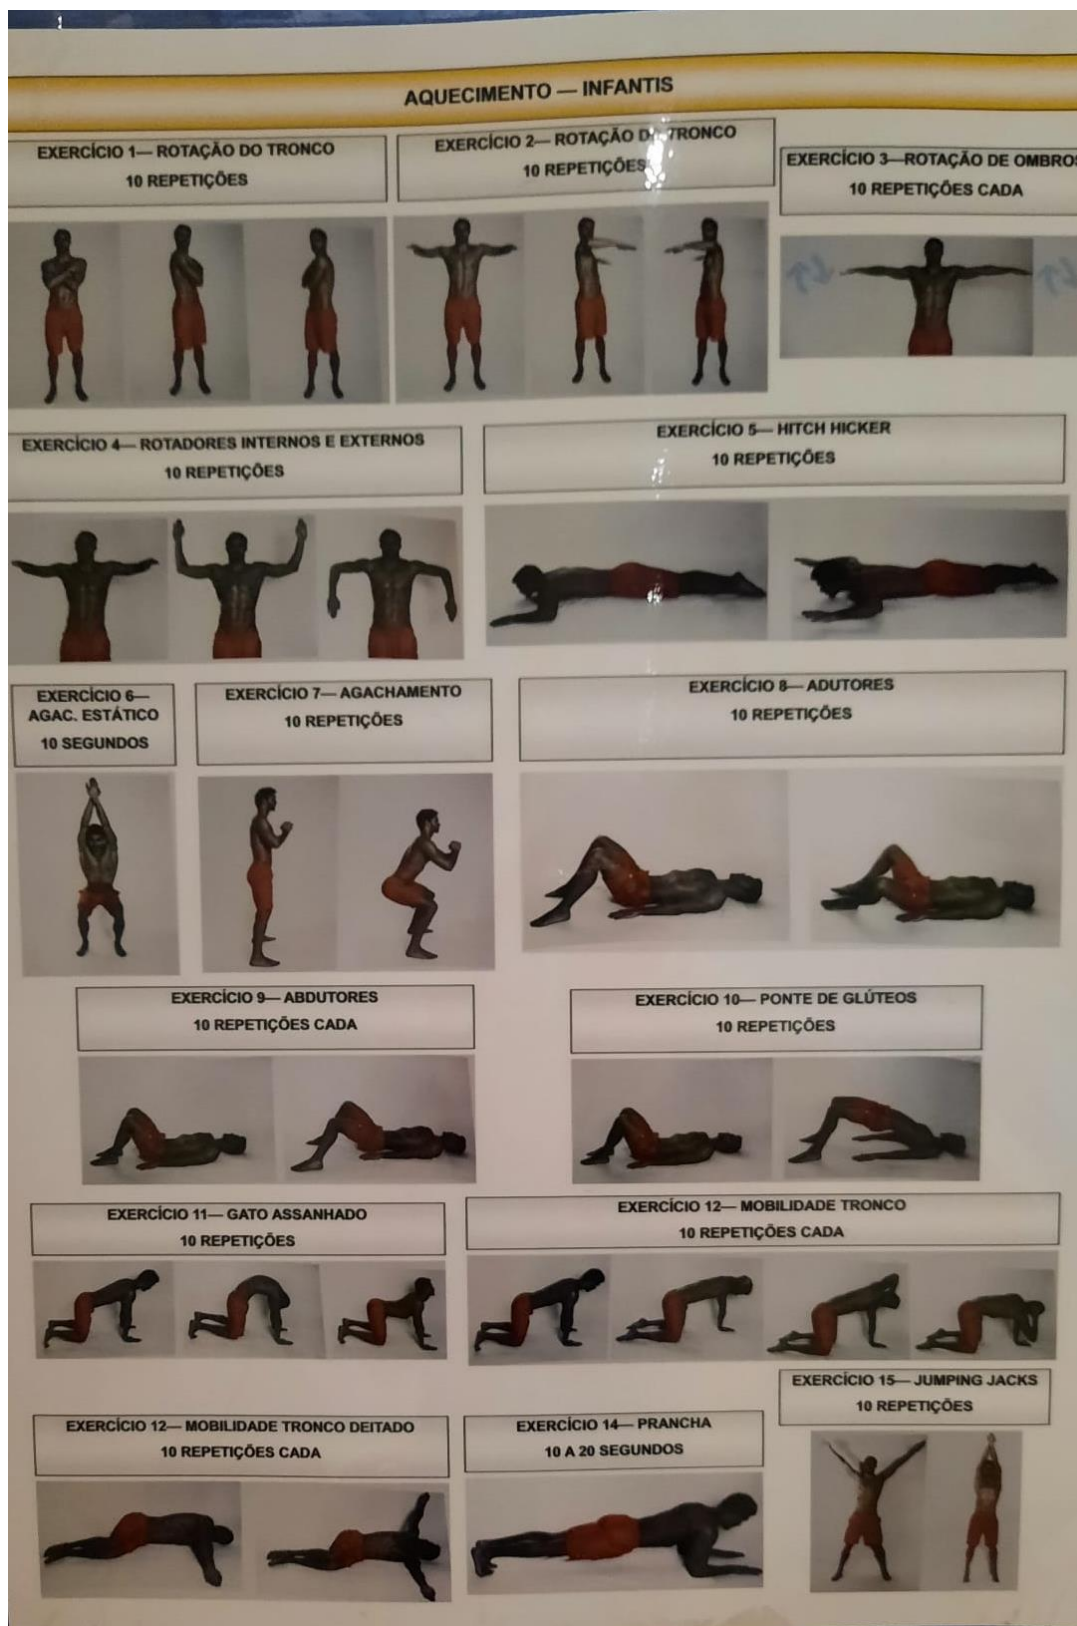 AQUECIMENTO — INFANTIS
EXERCÍCIO 1— ROTAÇÃO DO TRONCO
10 REPETIÇÕES
EXERCÍCIO 2— ROTAÇÃO DO TRONCO
10 REPETIÇÕES
EXERCÍCIO 3—ROTAÇÃO DE OMBROS
10 REPETIÇÕES CADA
EXERCÍCIO 4— ROTADORES INTERNOS E EXTERNOS
10 REPETIÇÕES
EXERCÍCIO 5— HITCH HICKER
10 REPETIÇÕES
EXERCÍCIO 6—
AGAC. ESTÁTICO
10 SEGUNDOS
EXERCÍCIO 7— AGACHAMENTO
10 REPETIÇÕES
EXERCÍCIO 8— ADUTORES
10 REPETIÇÕES
EXERCÍCIO 9— ABDUTORES
10 REPETIÇÕES CADA
EXERCÍCIO 10— PONTE DE GLÚTEOS
10 REPETIÇÕES
EXERCÍCIO 11— GATO ASSANHADO
10 REPETIÇÕES
EXERCÍCIO 12— MOBILIDADE TRONCO
10 REPETIÇÕES CADA
EXERCÍCIO 12— MOBILIDADE TRONCO DEITADO
10 REPETIÇÕES CADA
EXERCÍCIO 14— PRANCHA
10 A 20 SEGUNDOS
EXERCÍCIO 15— JUMPING JACKS
10 REPETIÇÕES